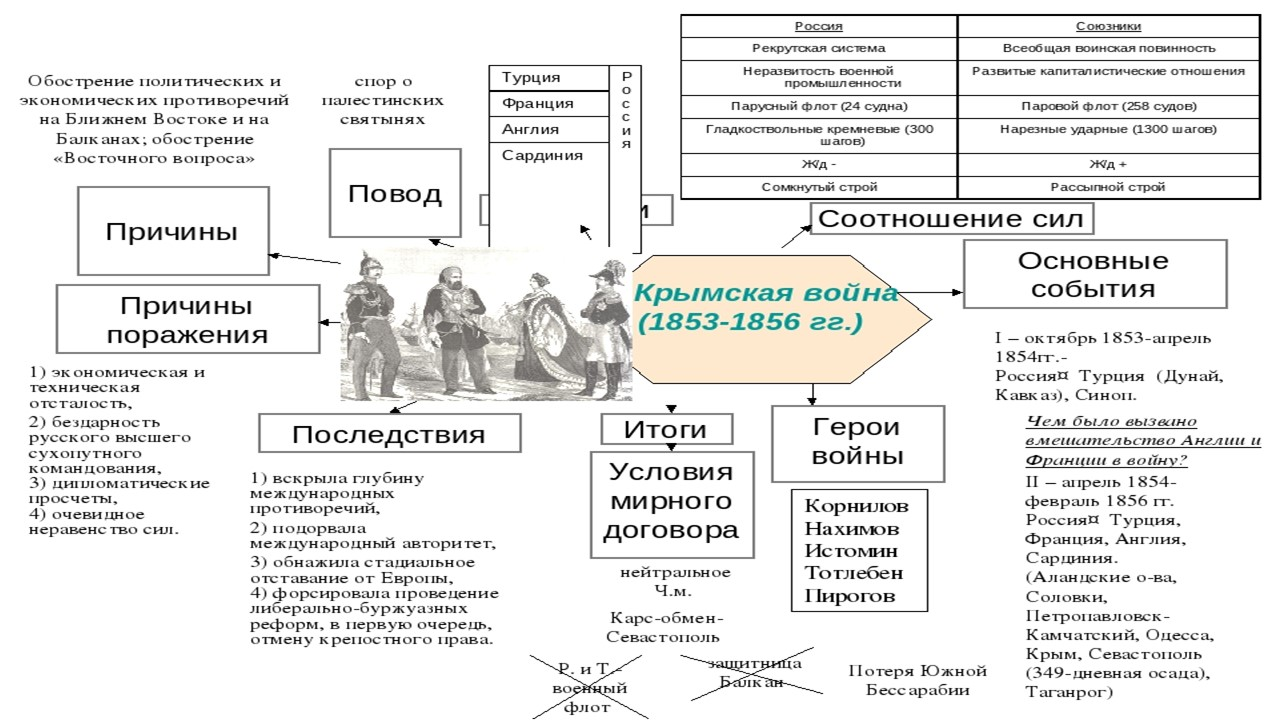 Россия Союзники
Рекрутская система Всеобщая воинская повинность
Неразвитость военной Развитые капиталистические отношения
промышленности
Парусный флот (24 судна) Паровой флот (258 судов)
Гладкоствольные кремневые (300 Нарезные ударные (1300 шагов)
шагов)
Ж/д - Ж/д +
Сомкнутый строй Рассыпной строй
Соотношение сил
Турция
Франция
Англия
Сардиния
Россия
Обострение политических и
экономических противоречий
на Ближнем Востоке и на
Балканах; обострение
«Восточного вопроса»
Причины
спор о
палестинских
святынях
Повод
Крымская война
(1853-1856 гг.)
Основные
события
I – октябрь 1853-апрель
1854гг.-
Россия¤ Турция (Дунай,
Кавказ), Синоп.
Чем было вызвано
вмешательство Англии и
Франции в войну?
II – апрель 1854-
февраль 1856 гг.
Россия¤ Турция,
Франция, Англия,
Сардиния.
(Аландские о-ва,
Соловки,
Петропавловск-
Камчатский, Одесса,
Крым, Севастополь
(349-дневная осада),
Таганрог)
Причины
поражения
1) экономическая и
техническая
отсталость,
2) бездарность
русского высшего
сухопутного
командования,
3) дипломатические
просчеты,
4) очевидное
неравенство сил.
Последствия
1) вскрыла глубину
международных
противоречий,
2) подорвала
международный авторитет,
3) обнажила стадиальное
отставание от Европы,
4) форсировала проведение
либерально-буржуазных
реформ, в первую очередь,
отмену крепостного права.
Итоги
Условия
мирного
договора
нейтральное
Ч.м.
Карс-обмен-
Севастополь
Р. и Т.-
военный
флот
защитница
Балкан
Потеря Южной
Бессарабии
Герои
войны
Корнилов
Нахимов
Истомин
Тотлебен
Пирогов